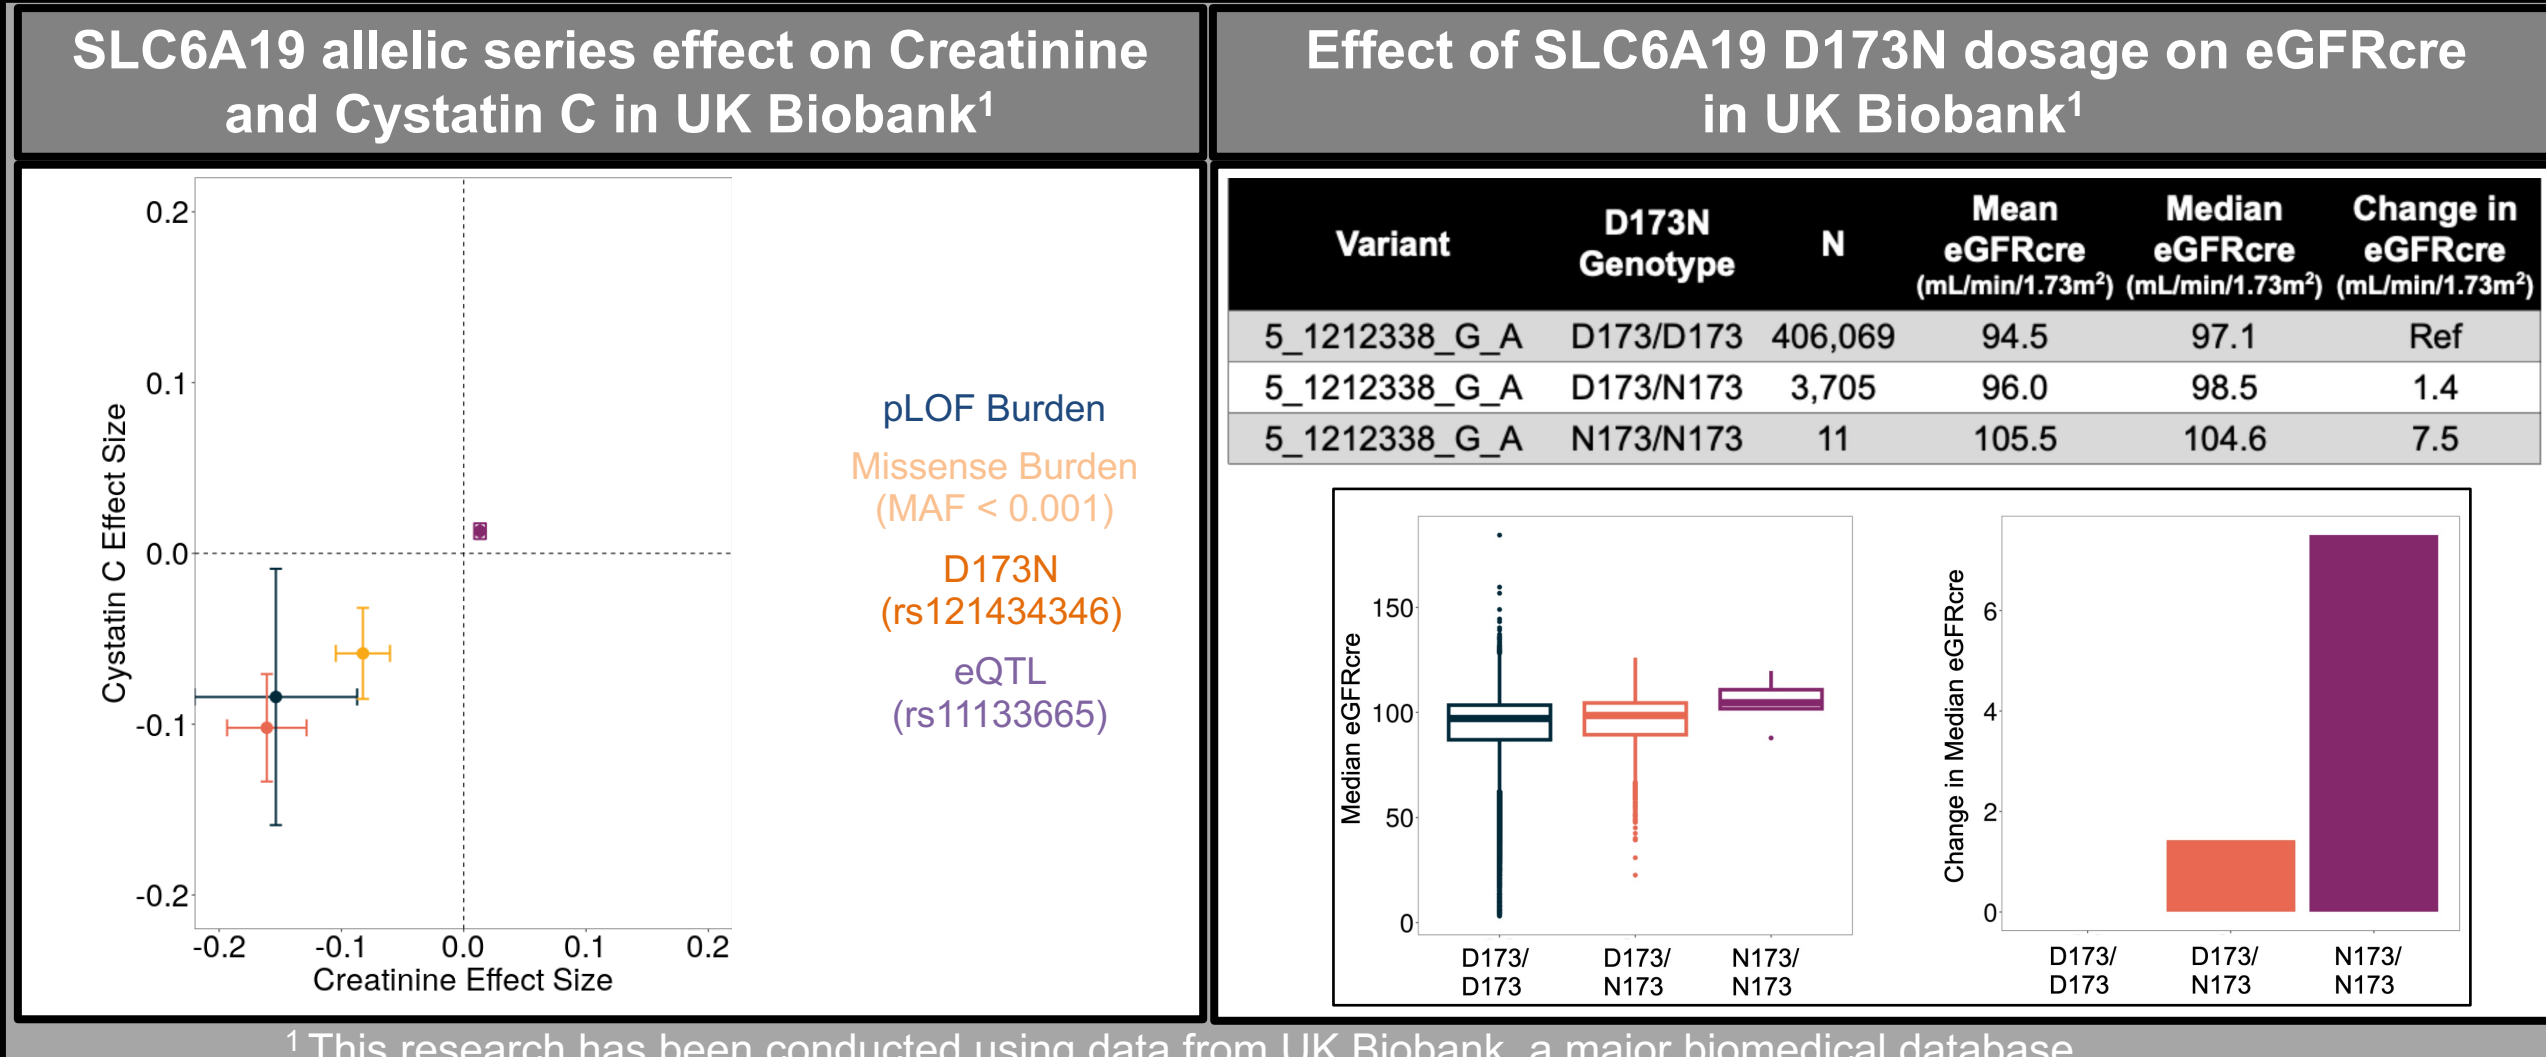 SLC6A19 allelic series effect on Creatinine
and Cystatin C in UK Biobank¹
0.2
0.1
0.0
-0.1
-0.2
Cystatin C Effect Size
-0.2 -0.1 0.0 0.1 0.2
Creatinine Effect Size
pLOF Burden
Missense Burden
(MAF < 0.001)
D173N
(rs121434346)
eQTL
(rs11133665)
Effect of SLC6A19 D173N dosage on eGFRcre
in UK Biobank¹
Variant D173N Genotype N Mean eGFRcre (mL/min/1.73m²) Median eGFRcre (mL/min/1.73m²) Change in eGFRcre (mL/min/1.73m²)
5_1212338_G_A D173/D173 406,069 94.5 97.1 Ref
5_1212338_G_A D173/N173 3,705 96.0 98.5 1.4
5_1212338_G_A N173/N173 11 105.5 104.6 7.5
Median eGFRcre
150
100
50
0
D173/ D173/ N173/
D173 N173 N173
Change in Median eGFRcre
6
4
2
0
D173/ D173/ N173/
D173 N173 N173
¹ This research has been conducted using data from UK Biobank, a major biomedical database